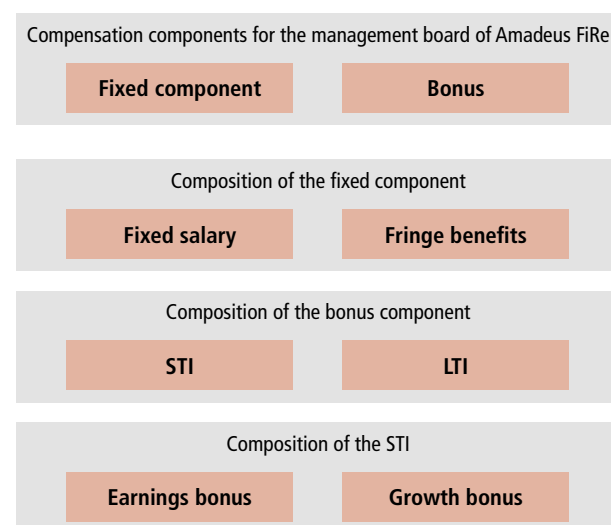 Compensation components for the management board of Amadeus FiRe
Fixed component Bonus
Composition of the fixed component
Fixed salary Fringe benefits
Composition of the bonus component
STI LTI
Composition of the STI
Earnings bonus Growth bonus